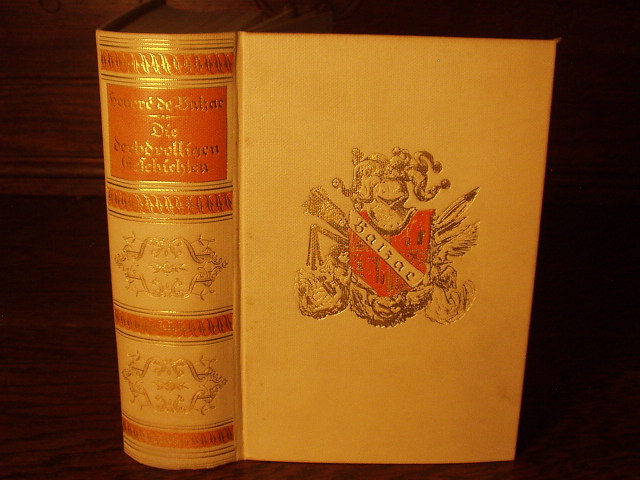 Honoré de Balzac
Die
drolligen
Geschichten
Balzac